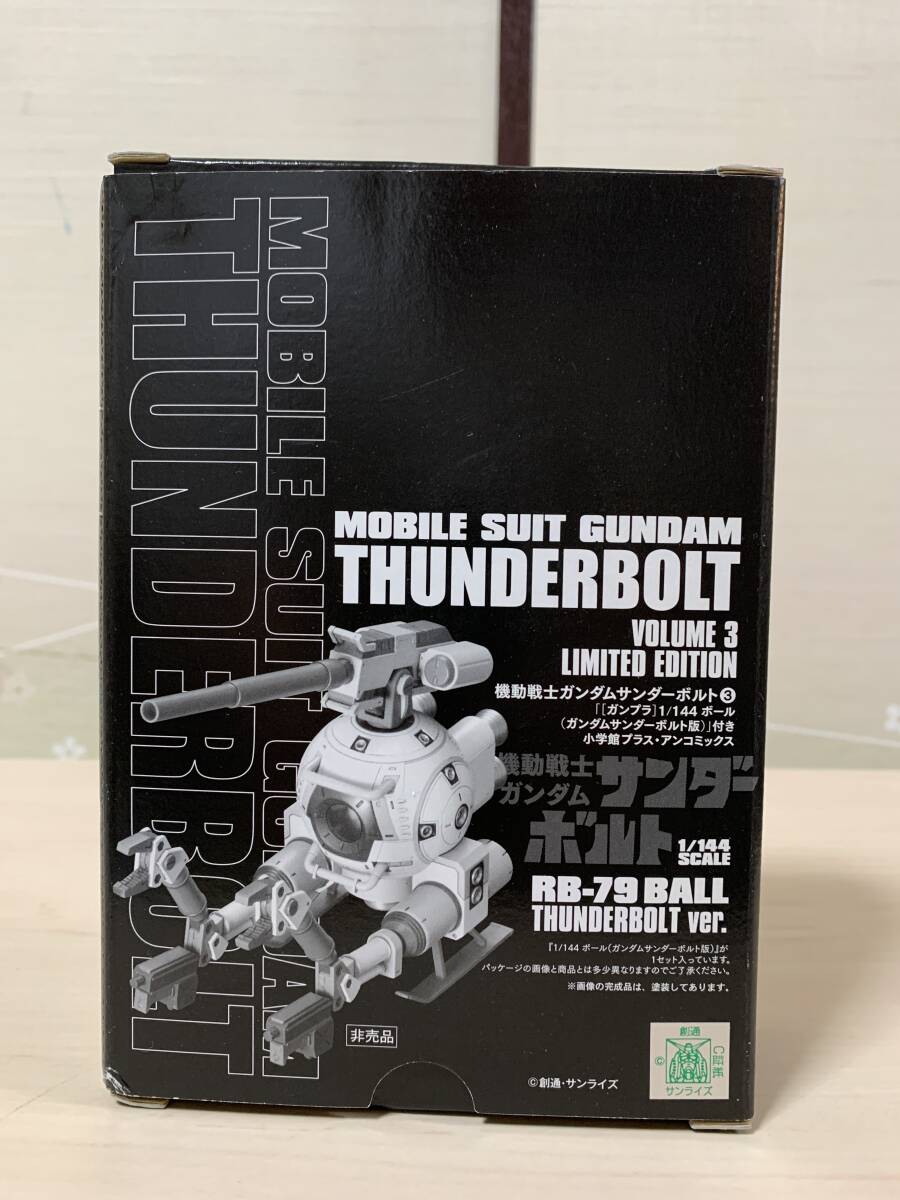 MOBILE SUIT GUNDAM
THUNDERBOLT
MOBILE SUIT GUNDAM
THUNDERBOLT
VOLUME 3
LIMITED EDITION
機動戦士ガンダムサンダーボルト❸
「[ガンプラ]1/144 ボール
(ガンダムサンダーボルト版)」付き
小学館プラス・アンコミックス
機動戦士
ガンダム
サンダー
ボルト
1/144
SCALE
RB-79 BALL
THUNDERBOLT ver.
『1/144 ボール(ガンダムサンダーボルト版)』が
1セット入っています。
パッケージの画像と商品とは多少異なりますのでご了承ください。
※画像の完成品は、塗装してあります。
非売品
©創通・サンライズ
創通
©
サンライズ